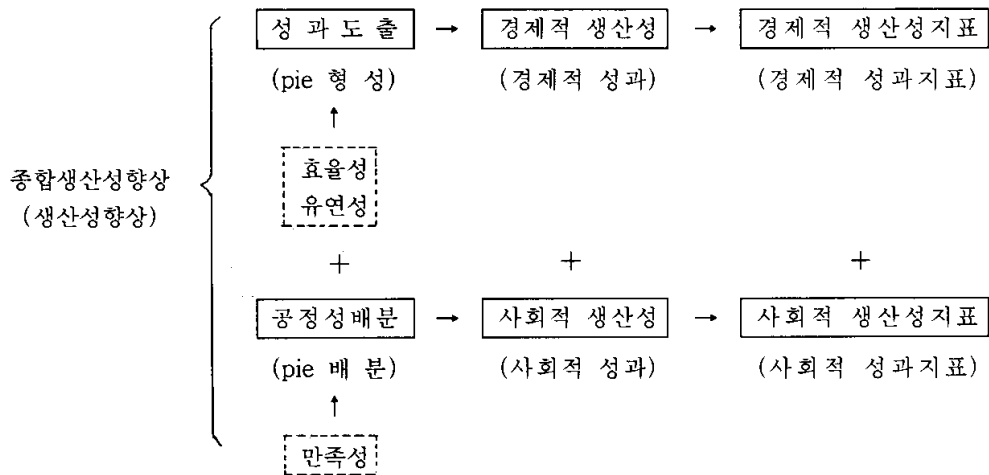 성 과 도 출 → 경제적 생산성 → 경제적 생산성지표
(pie 형 성) (경제적 성과) (경제적 성과지표)
↑
효율성
유연성
종합생산성향상
(생산성향상)
+ + +
공정성배분 → 사회적 생산성 → 사회적 생산성지표
(pie 배 분) (사회적 성과) (사회적 성과지표)
↑
만족성